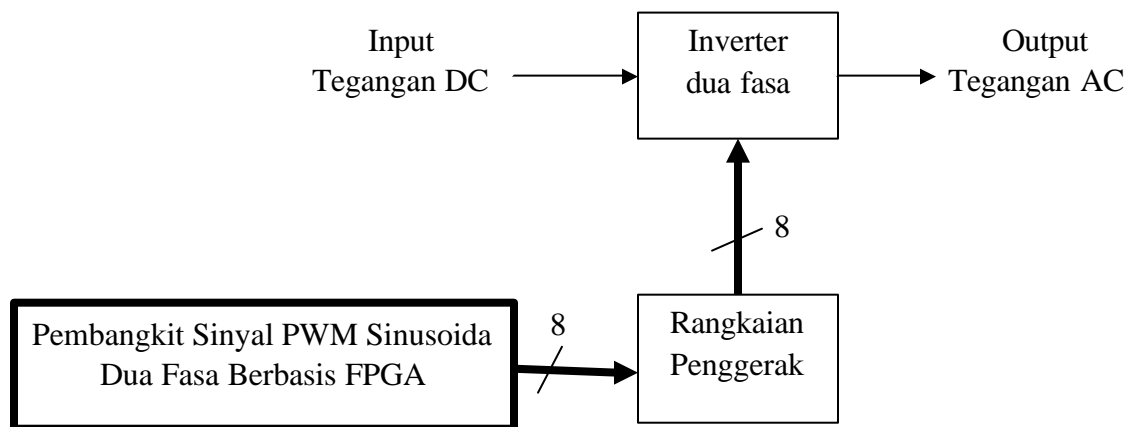 Input
Tegangan DC
Inverter
dua fasa
Output
Tegangan AC
8
Pembangkit Sinyal PWM Sinusoida
Dua Fasa Berbasis FPGA
8
Rangkaian
Penggerak